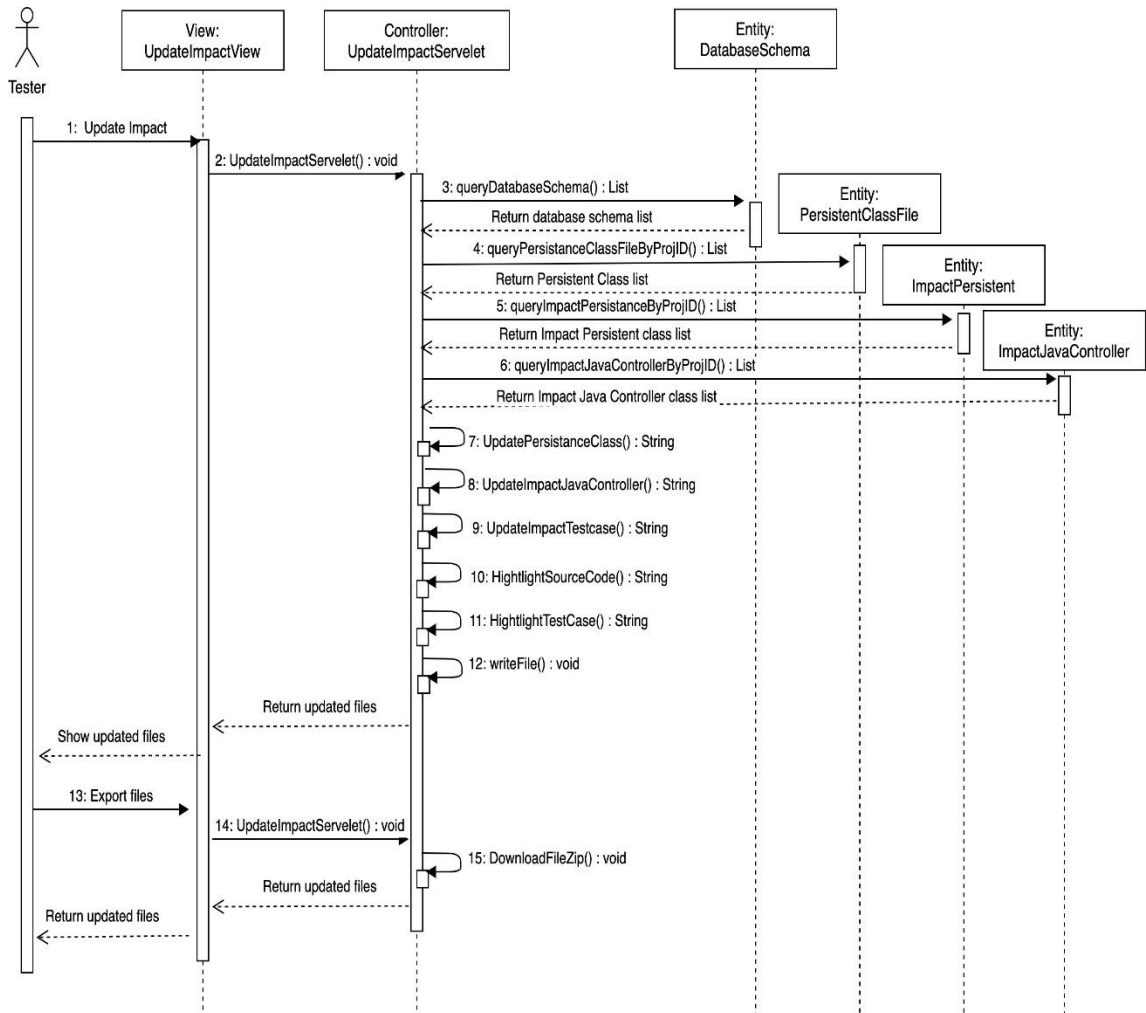 View:
UpdateImpactView
Controller:
UpdateImpactServelet
Entity:
DatabaseSchema
Tester
1: Update Impact
2: UpdateImpactServelet() : void
3: queryDatabaseSchema() : List
Entity:
PersistentClassFile
Return database schema list
4: queryPersistanceClassFileByProjID() : List
Return Persistent Class list
Entity:
ImpactPersistent
5: queryImpactPersistanceByProjID() : List
Return Impact Persistent class list
Entity:
ImpactJavaController
6: queryImpactJavaControllerByProjID() : List
Return Impact Java Controller class list
7: UpdatePersistanceClass() : String
8: UpdateImpactJavaController() : String
9: UpdateImpactTestcase() : String
10: HightlightSourceCode() : String
11: HightlightTestCase() : String
12: writeFile() : void
Return updated files
Show updated files
13: Export files
14: UpdateImpactServelet() : void
15: DownloadFileZip() : void
Return updated files
Return updated files